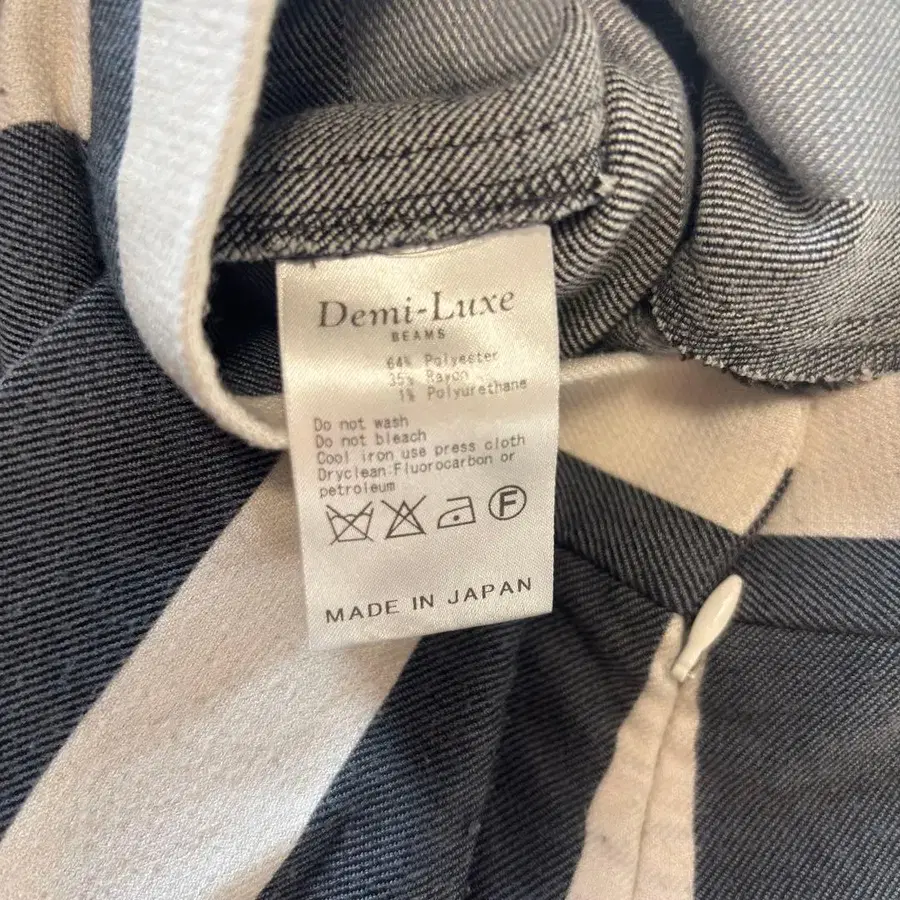 Demi-Luxe
BEAMS
64% Polyester
35% Rayon
1% Polyurethane
Do not wash
Do not bleach
Cool iron use press cloth
Dryclean:Fluorocarbon or
petroleum
F
MADE IN JAPAN